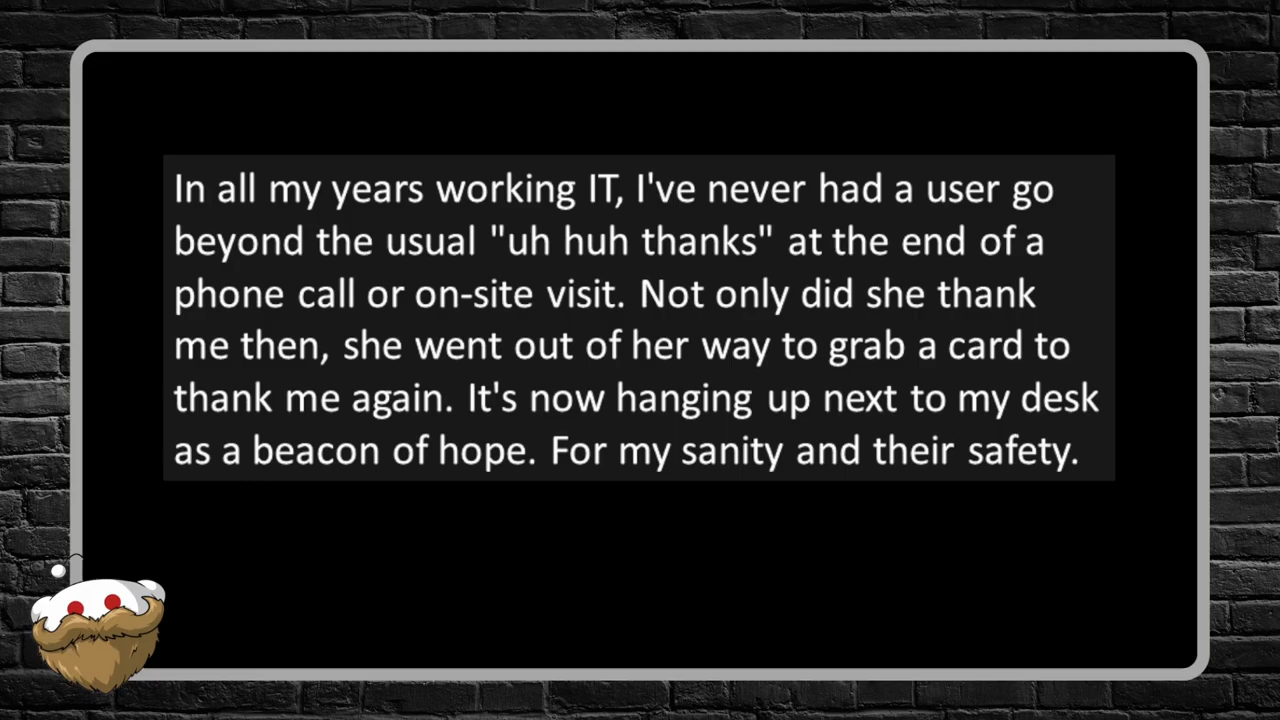 In all my years working IT, I've never had a user go
beyond the usual "uh huh thanks" at the end of a
phone call or on-site visit. Not only did she thank
me then, she went out of her way to grab a card to
thank me again. It's now hanging up next to my desk
as a beacon of hope. For my sanity and their safety.